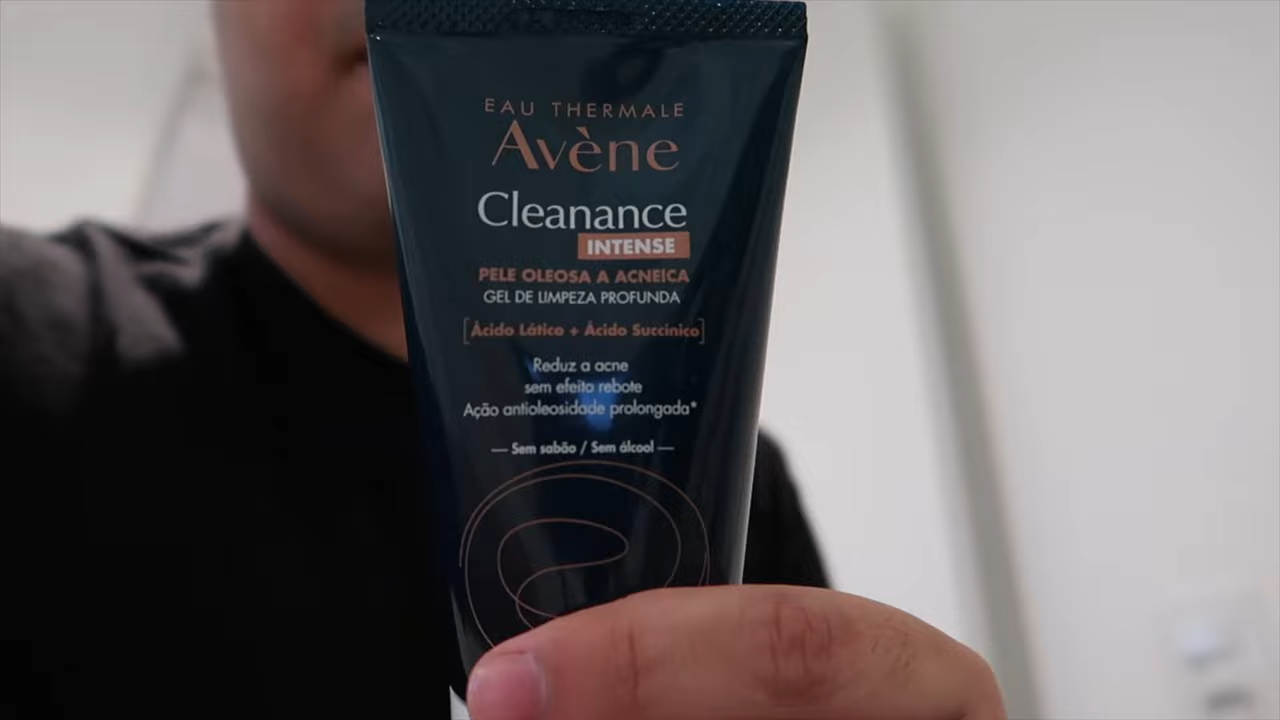 EAU THERMALE
Avène
Cleanance
INTENSE
PELE OLEOSA A ACNEICA
GEL DE LIMPEZA PROFUNDA
[Ácido Lático + Ácido Succínico]
Reduz a acne
sem efeito rebote
Ação antioleosidade prolongada*
— Sem sabão / Sem álcool —